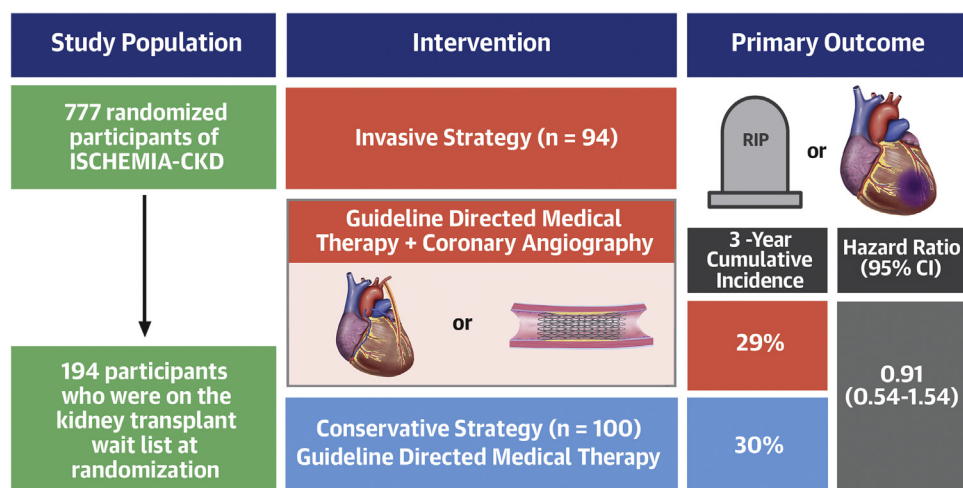 Study Population
777 randomized
participants of
ISCHEMIA-CKD
194 participants
who were on the
kidney transplant
wait list at
randomization
Intervention
Invasive Strategy (n = 94)
Guideline Directed Medical
Therapy + Coronary Angiography
or
Conservative Strategy (n = 100)
Guideline Directed Medical Therapy
Primary Outcome
RIP
or
3 -Year
Cumulative
Incidence
Hazard Ratio
(95% CI)
29%
30%
0.91
(0.54-1.54)